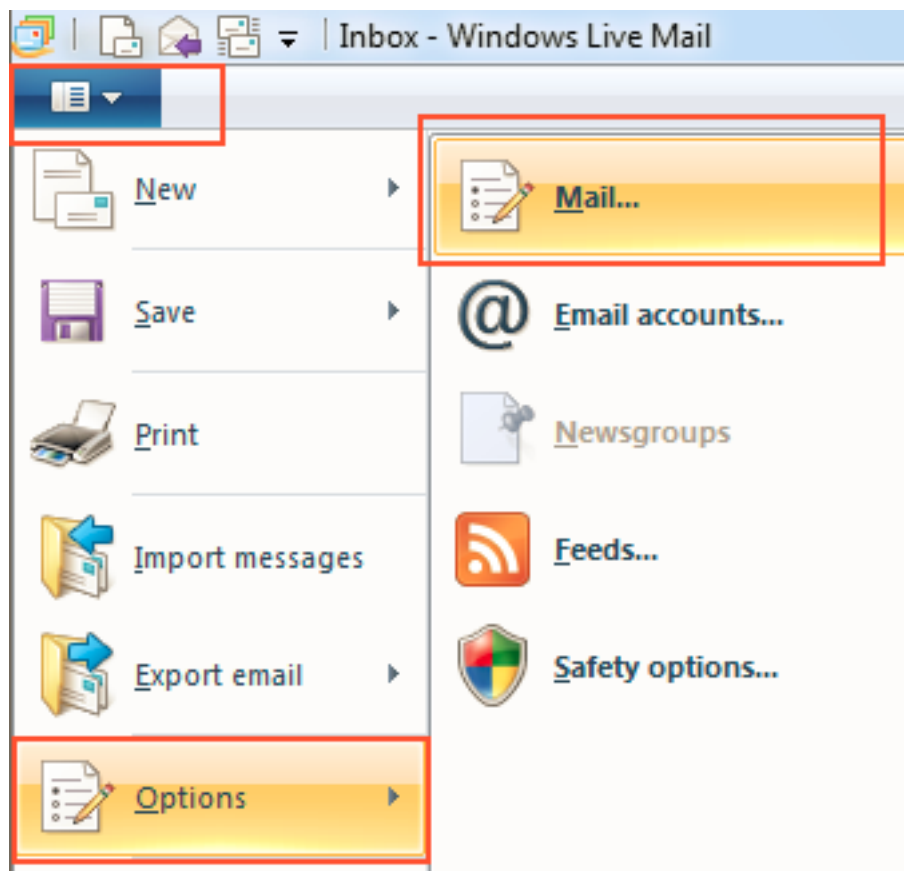 Inbox - Windows Live Mail
New
Save
Print
Import messages
Export email
Options
Mail...
@
Email accounts...
Newsgroups
Feeds...
Safety options...